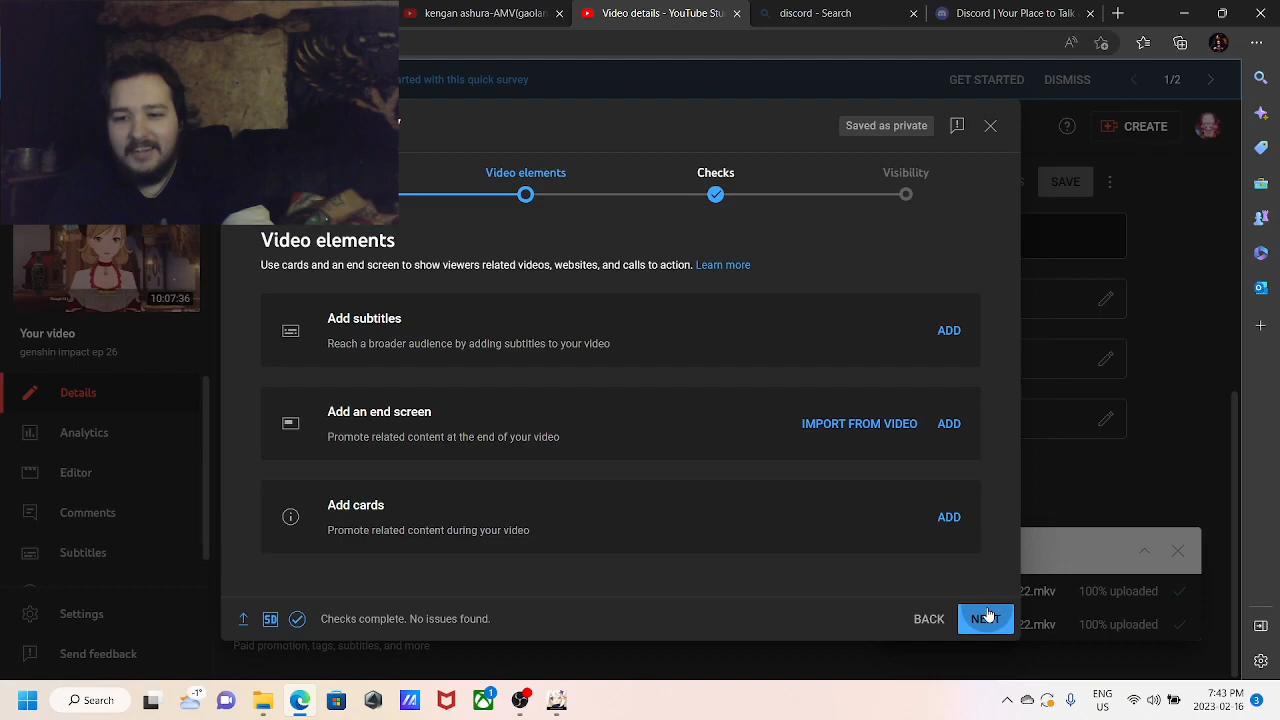 kengan ashura-AMV(gaolan
Video details - YouTube Stu
discord - Search
Discord | Your Place to Talk
arted with this quick survey
GET STARTED
DISMISS
1/2
Saved as private
CREATE
Video elements
Checks
Visibility
SAVE
Video elements
Use cards and an end screen to show viewers related videos, websites, and calls to action. Learn more
10:07:36
Add subtitles
ADD
Reach a broader audience by adding subtitles to your video
Your video
genshin impact ep 26
Details
Add an end screen
IMPORT FROM VIDEO
ADD
Promote related content at the end of your video
Analytics
Editor
Add cards
ADD
Promote related content during your video
Comments
Subtitles
22.mkv
100% uploaded
Settings
SD
Checks complete. No issues found.
BACK
NEXT
22.mkv
100% uploaded
Paid promotion, tags, subtitles, and more
Send feedback
Search
-1°
1
ENG
CA
7:43 PM
2023-02-16
3